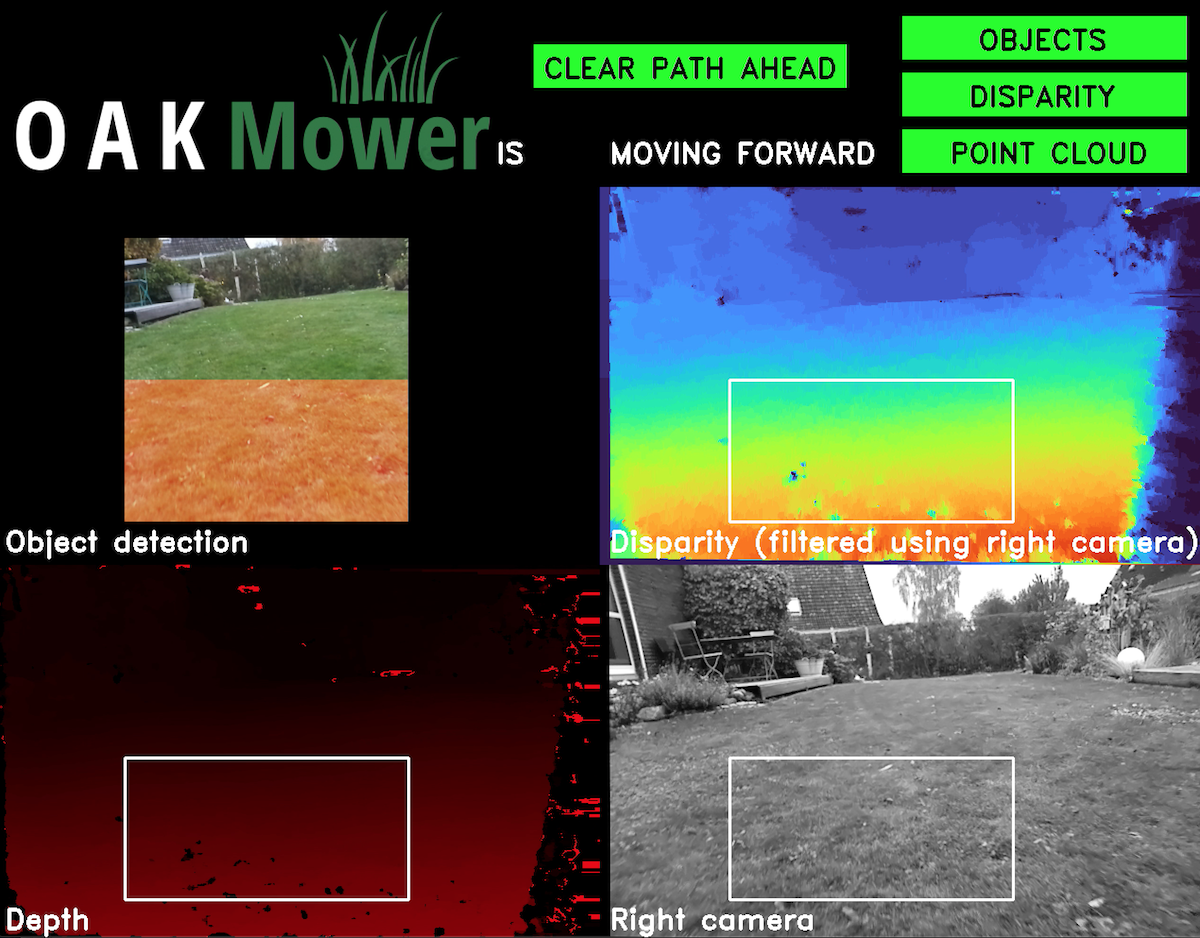 OAK Mower IS
CLEAR PATH AHEAD
MOVING FORWARD
OBJECTS
DISPARITY
POINT CLOUD
Object detection
Disparity (filtered using right camera)
Depth
Right camera